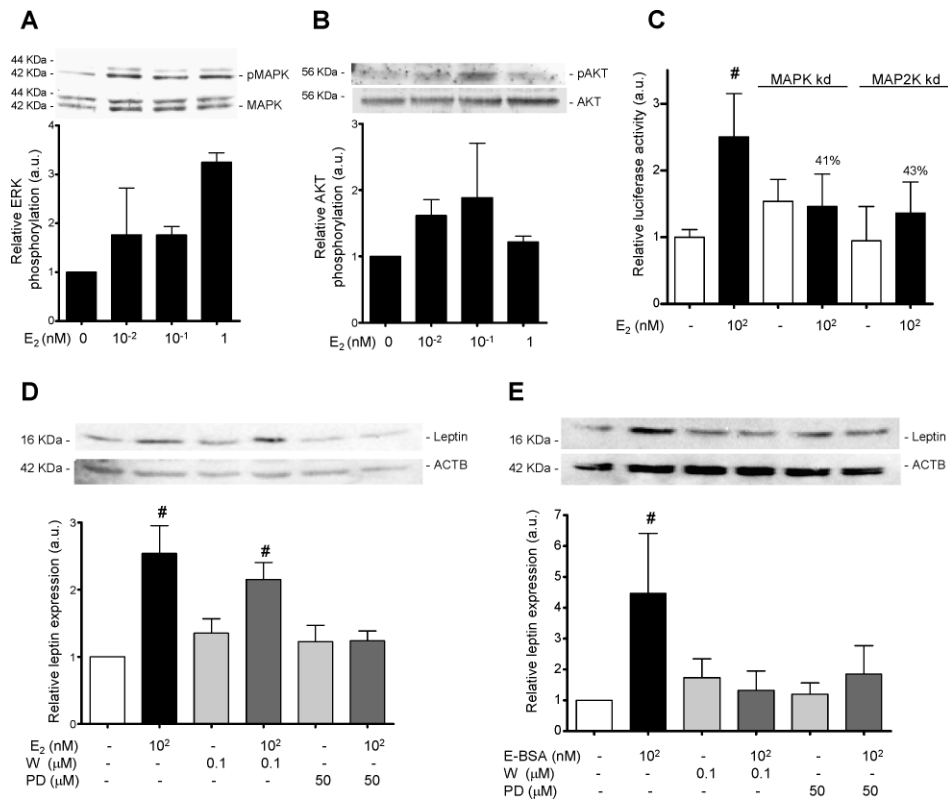 A
44 KDa -
42 KDa -
- pMAPK
44 KDa -
42 KDa -
- MAPK
Relative ERK
phosphorylation (a.u.)
4
3
2
1
0
E2 (nM) 0 10-2 10-1 1
B
56 KDa -
- pAKT
56 KDa -
- AKT
Relative AKT
phosphorylation (a.u.)
3
2
1
0
E2 (nM) 0 10-2 10-1 1
C
Relative luciferase activity (a.u.)
3
2
1
0
#
MAPK kd
MAP2K kd
41%
43%
E2 (nM) - 10² - 10² - 10²
D
16 KDa -
- Leptin
42 KDa -
- ACTB
Relative leptin expression (a.u.)
3
2
1
0
#
#
E2 (nM) - 10² - 10² - 10²
W (μM) - - 0.1 0.1 - -
PD (μM) - - - - 50 50
E
16 KDa -
- Leptin
42 KDa -
- ACTB
Relative leptin expression (a.u.)
7
6
5
4
3
2
1
0
#
E-BSA (nM) - 10² - 10² - 10²
W (μM) - - 0.1 0.1 - -
PD (μM) - - - - 50 50